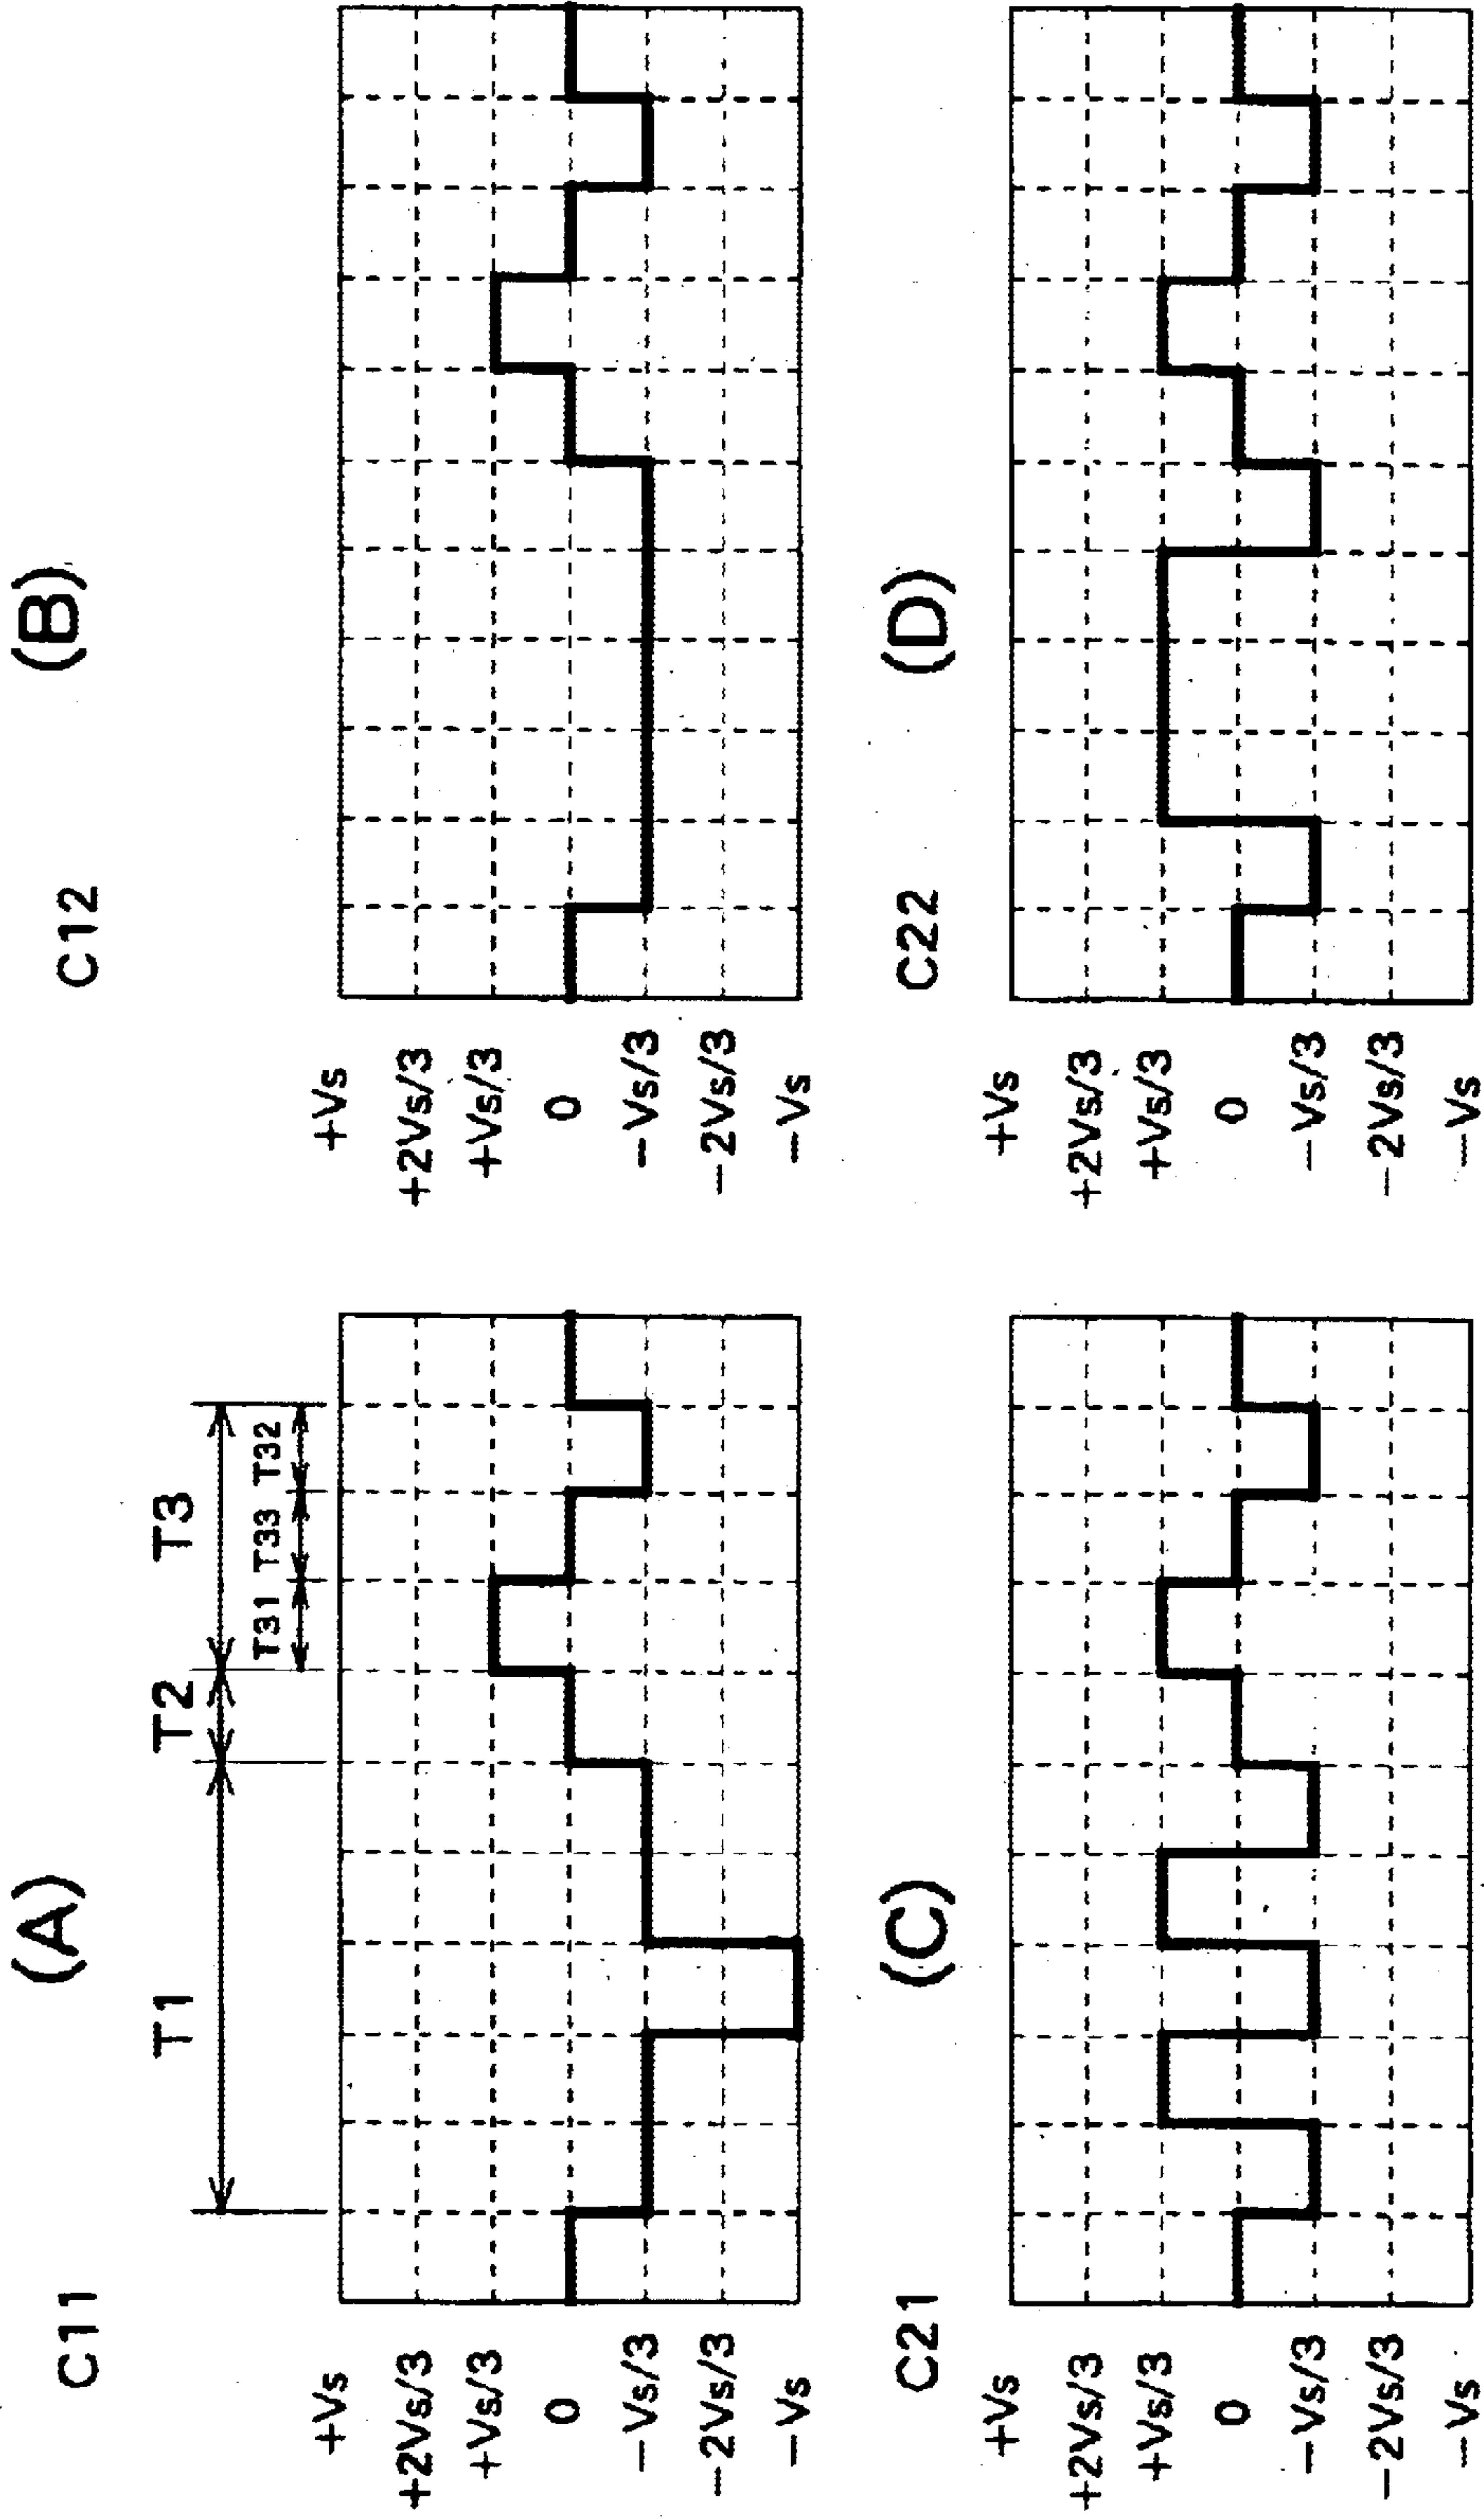 (A)
C11
T1
T2
T3
T31
T33
T32
+Vs
+2Vs/3
+Vs/3
0
−Vs/3
−2Vs/3
−Vs
(B)
C12
+Vs
+2Vs/3
+Vs/3
0
−Vs/3
−2Vs/3
−Vs
(C)
C21
+Vs
+2Vs/3
+Vs/3
0
−Vs/3
−2Vs/3
−Vs
(D)
C22
+Vs
+2Vs/3
+Vs/3
0
−Vs/3
−2Vs/3
−Vs